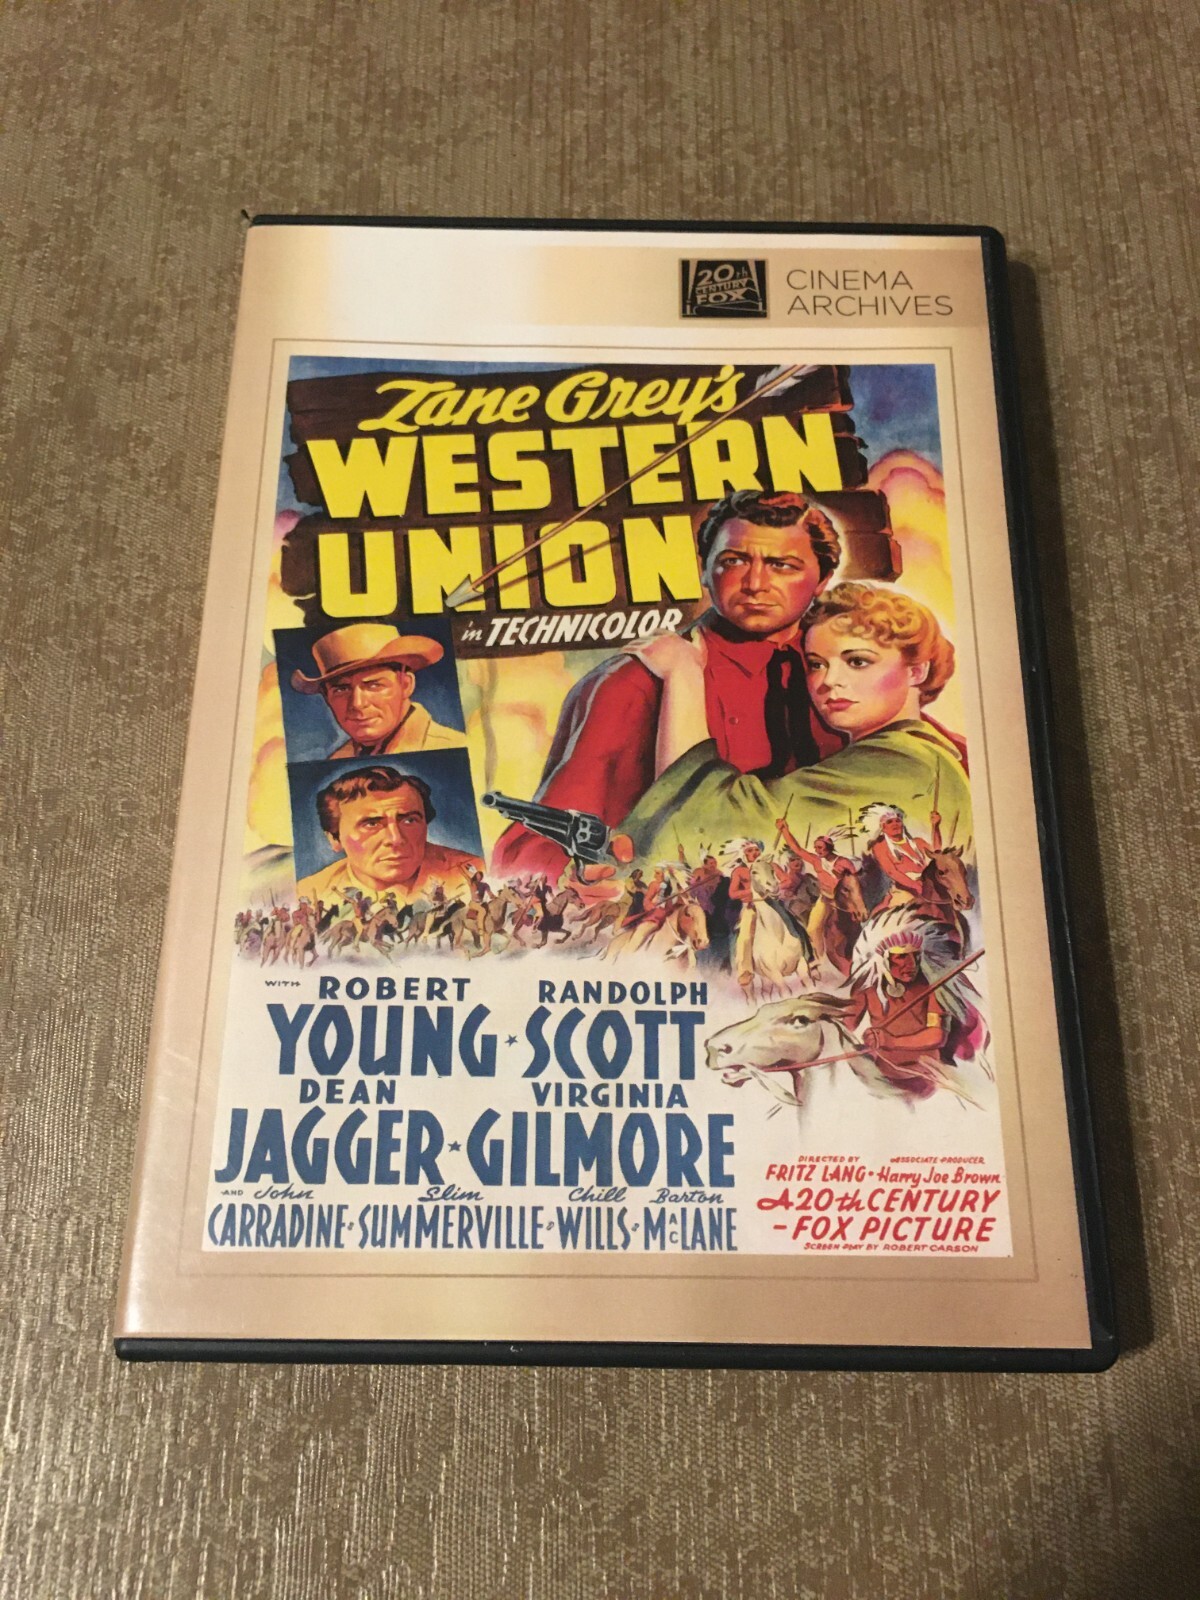 20th
CENTURY
FOX
CINEMA
ARCHIVES
Zane Grey's
WESTERN
UNION
in TECHNICOLOR
WITH ROBERT RANDOLPH
YOUNG * SCOTT
DEAN VIRGINIA
JAGGER * GILMORE
AND John Slim Chill Barton
CARRADINE SUMMERVILLE WILLS MACLANE
DIRECTED BY ASSOCIATE PRODUCER
FRITZ LANG • Harry Joe Brown
A 20th CENTURY
-FOX PICTURE
SCREEN PLAY BY ROBERT CARSON